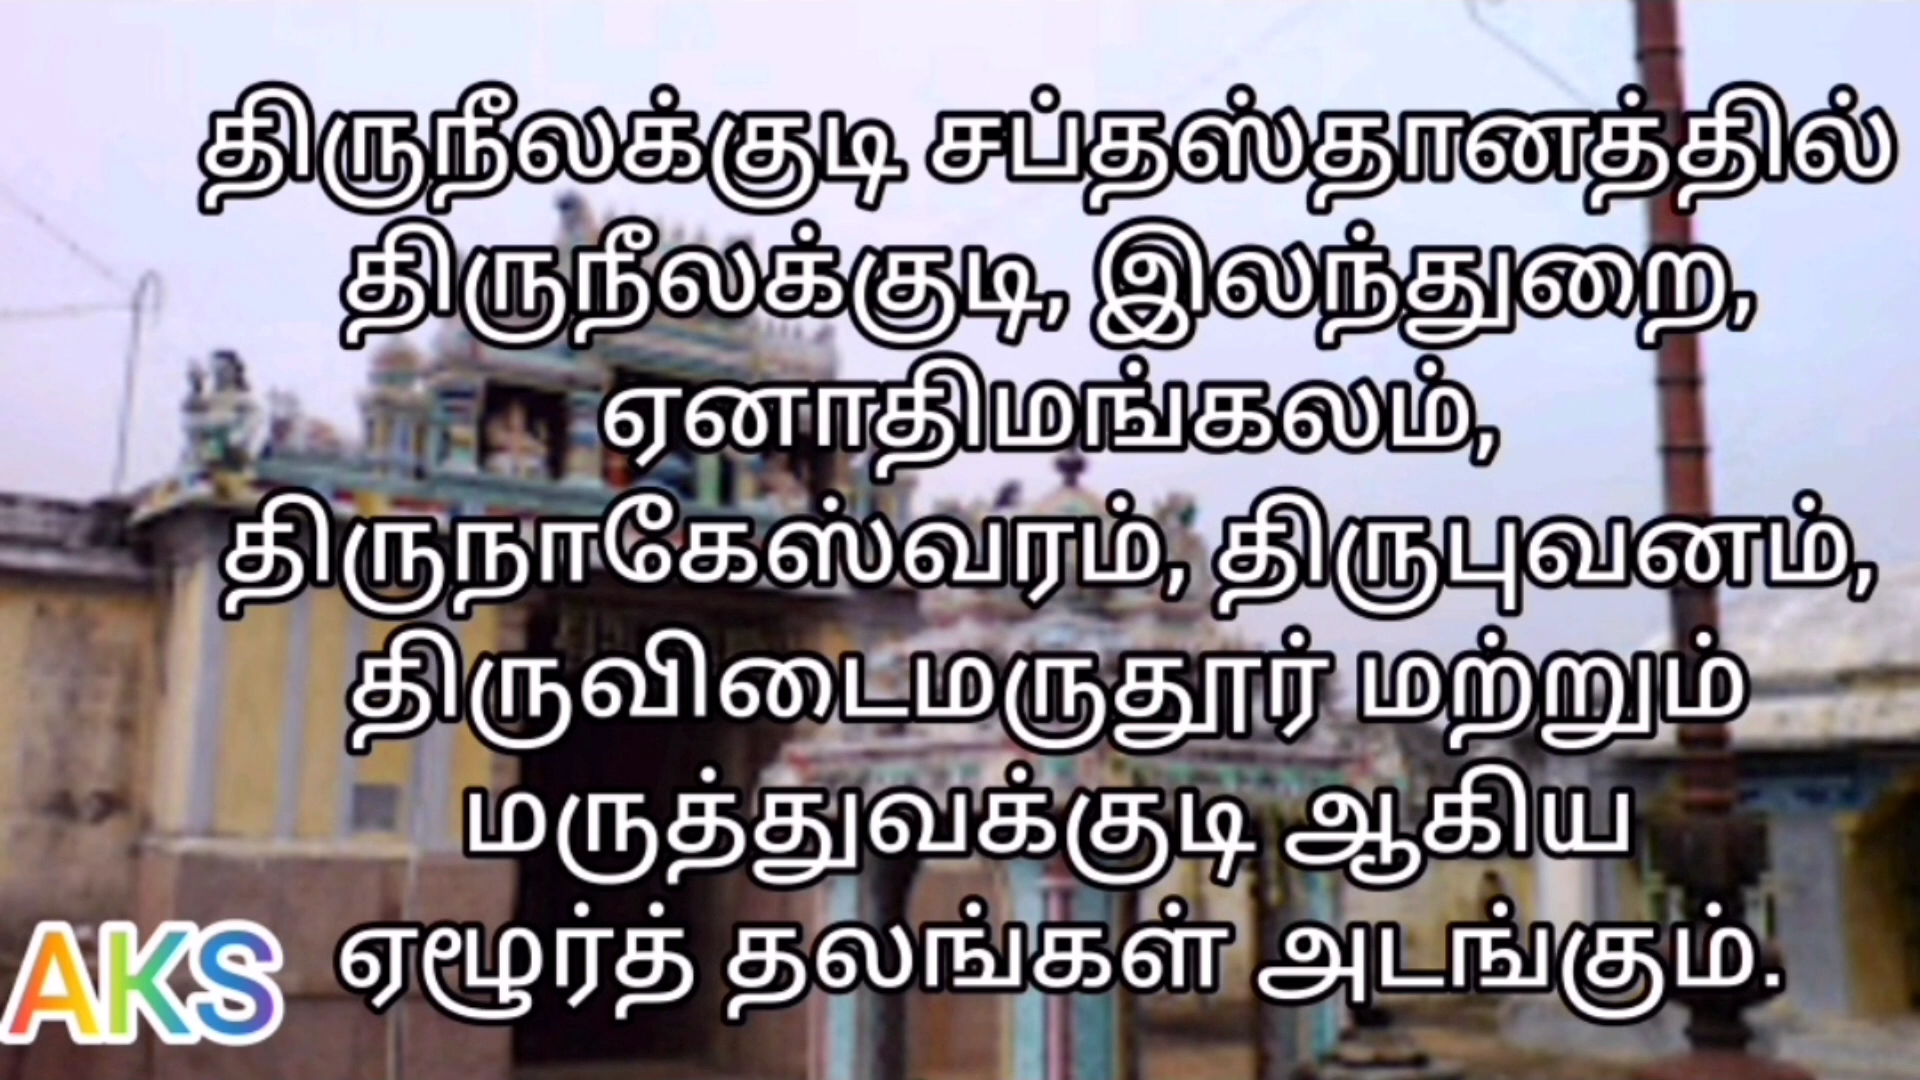 திருநீலக்குடி சப்தஸ்தானத்தில்
திருநீலக்குடி, இலந்துறை,
ஏனாதிமங்கலம்,
திருநாகேஸ்வரம், திருபுவனம்,
திருவிடைமருதூர் மற்றும்
மருத்துவக்குடி ஆகிய
ஏழூர்த் தலங்கள் அடங்கும்.
AKS